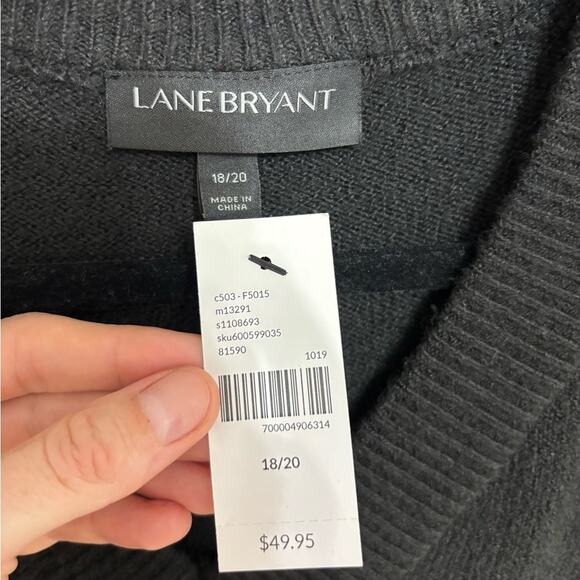 LANE BRYANT
18/20
MADE IN
CHINA
c503 - F5015
m13291
s1108693
sku600599035
81590
1019
700004906314
18/20
$49.95